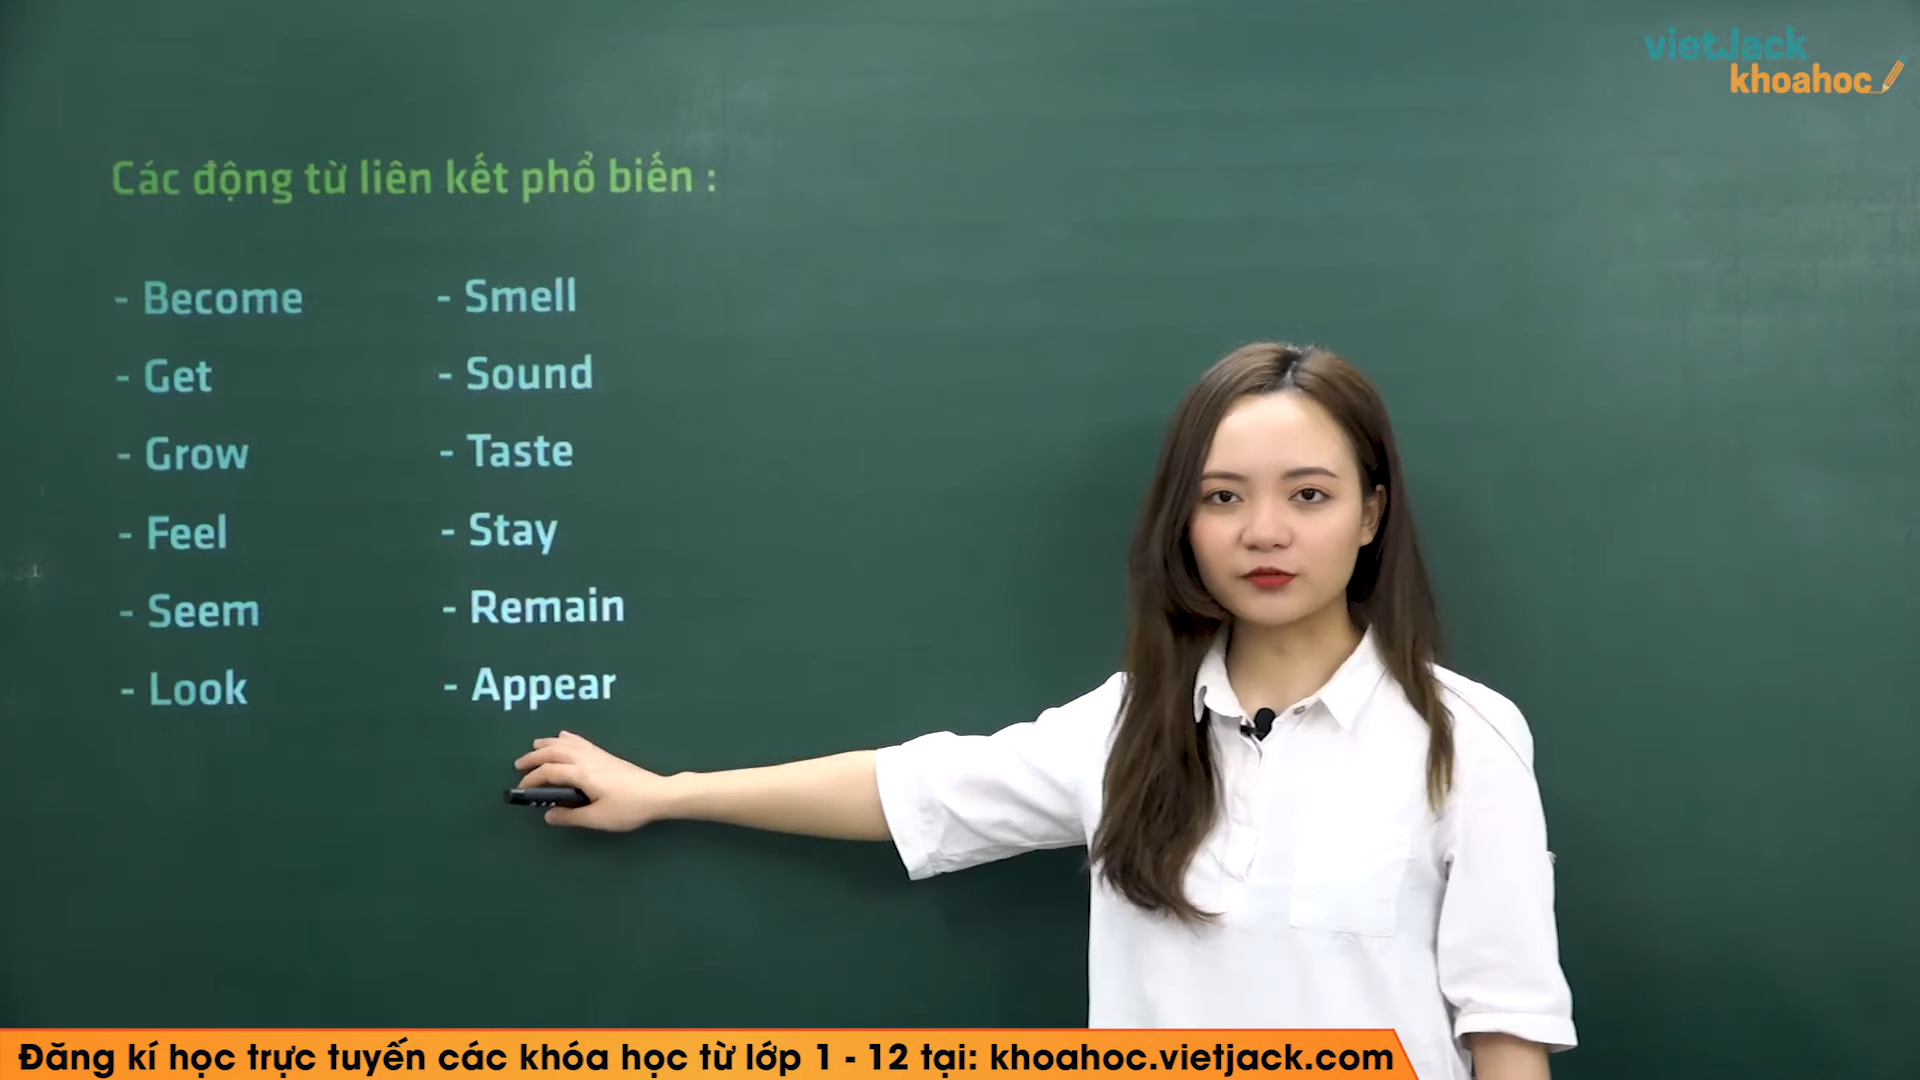 vietJack
khoahoc
Các động từ liên kết phổ biến :
- Become
- Get
- Grow
- Feel
- Seem
- Look
- Smell
- Sound
- Taste
- Stay
- Remain
- Appear
Đăng kí học trực tuyến các khóa học từ lớp 1 - 12 tại: khoahoc.vietjack.com